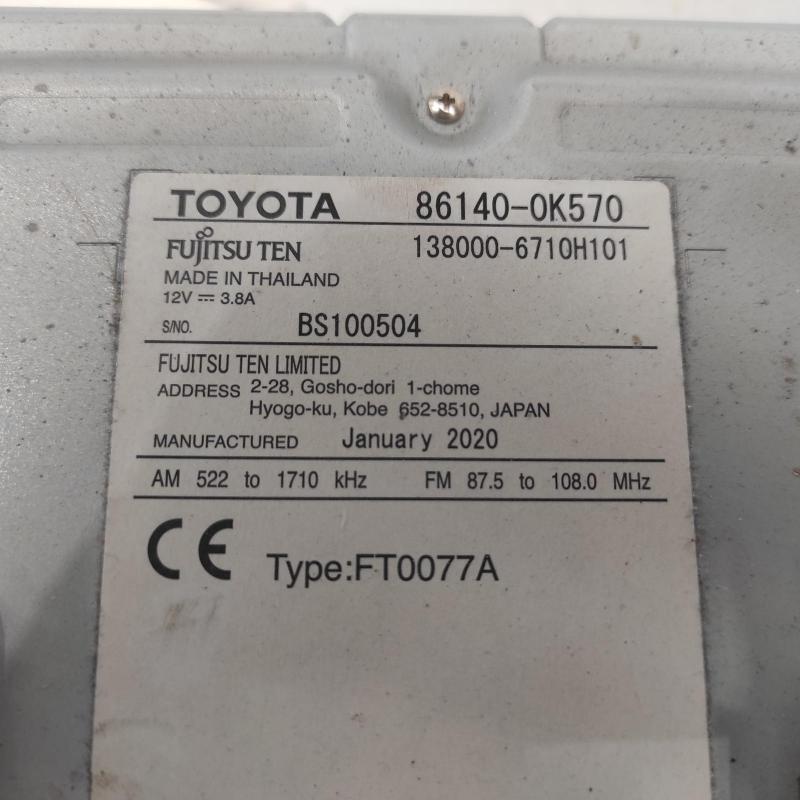 TOYOTA 86140-0K570
FUJITSU TEN 138000-6710H101
MADE IN THAILAND
12V ⎓ 3.8A
S/NO. BS100504
FUJITSU TEN LIMITED
ADDRESS 2-28, Gosho-dori 1-chome
Hyogo-ku, Kobe 652-8510, JAPAN
MANUFACTURED January 2020
AM 522 to 1710 kHz FM 87.5 to 108.0 MHz
CE Type:FT0077A